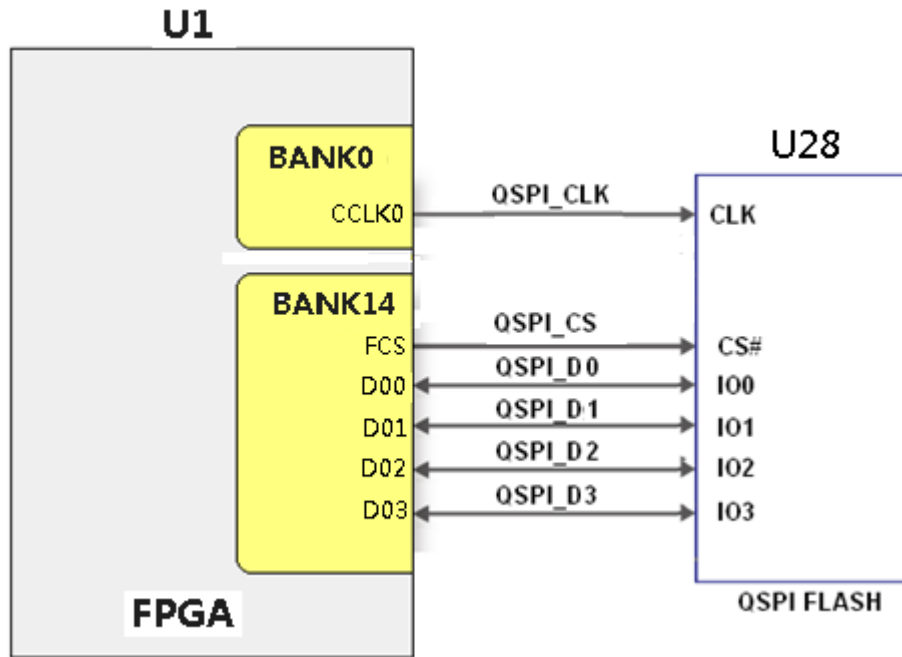 U1
U28
BANK0
QSPI_CLK
CCLK0
CLK
BANK14
QSPI_CS
FCS
CS#
QSPI_D0
D00
IO0
QSPI_D1
D01
IO1
QSPI_D2
D02
IO2
QSPI_D3
D03
IO3
QSPI FLASH
FPGA